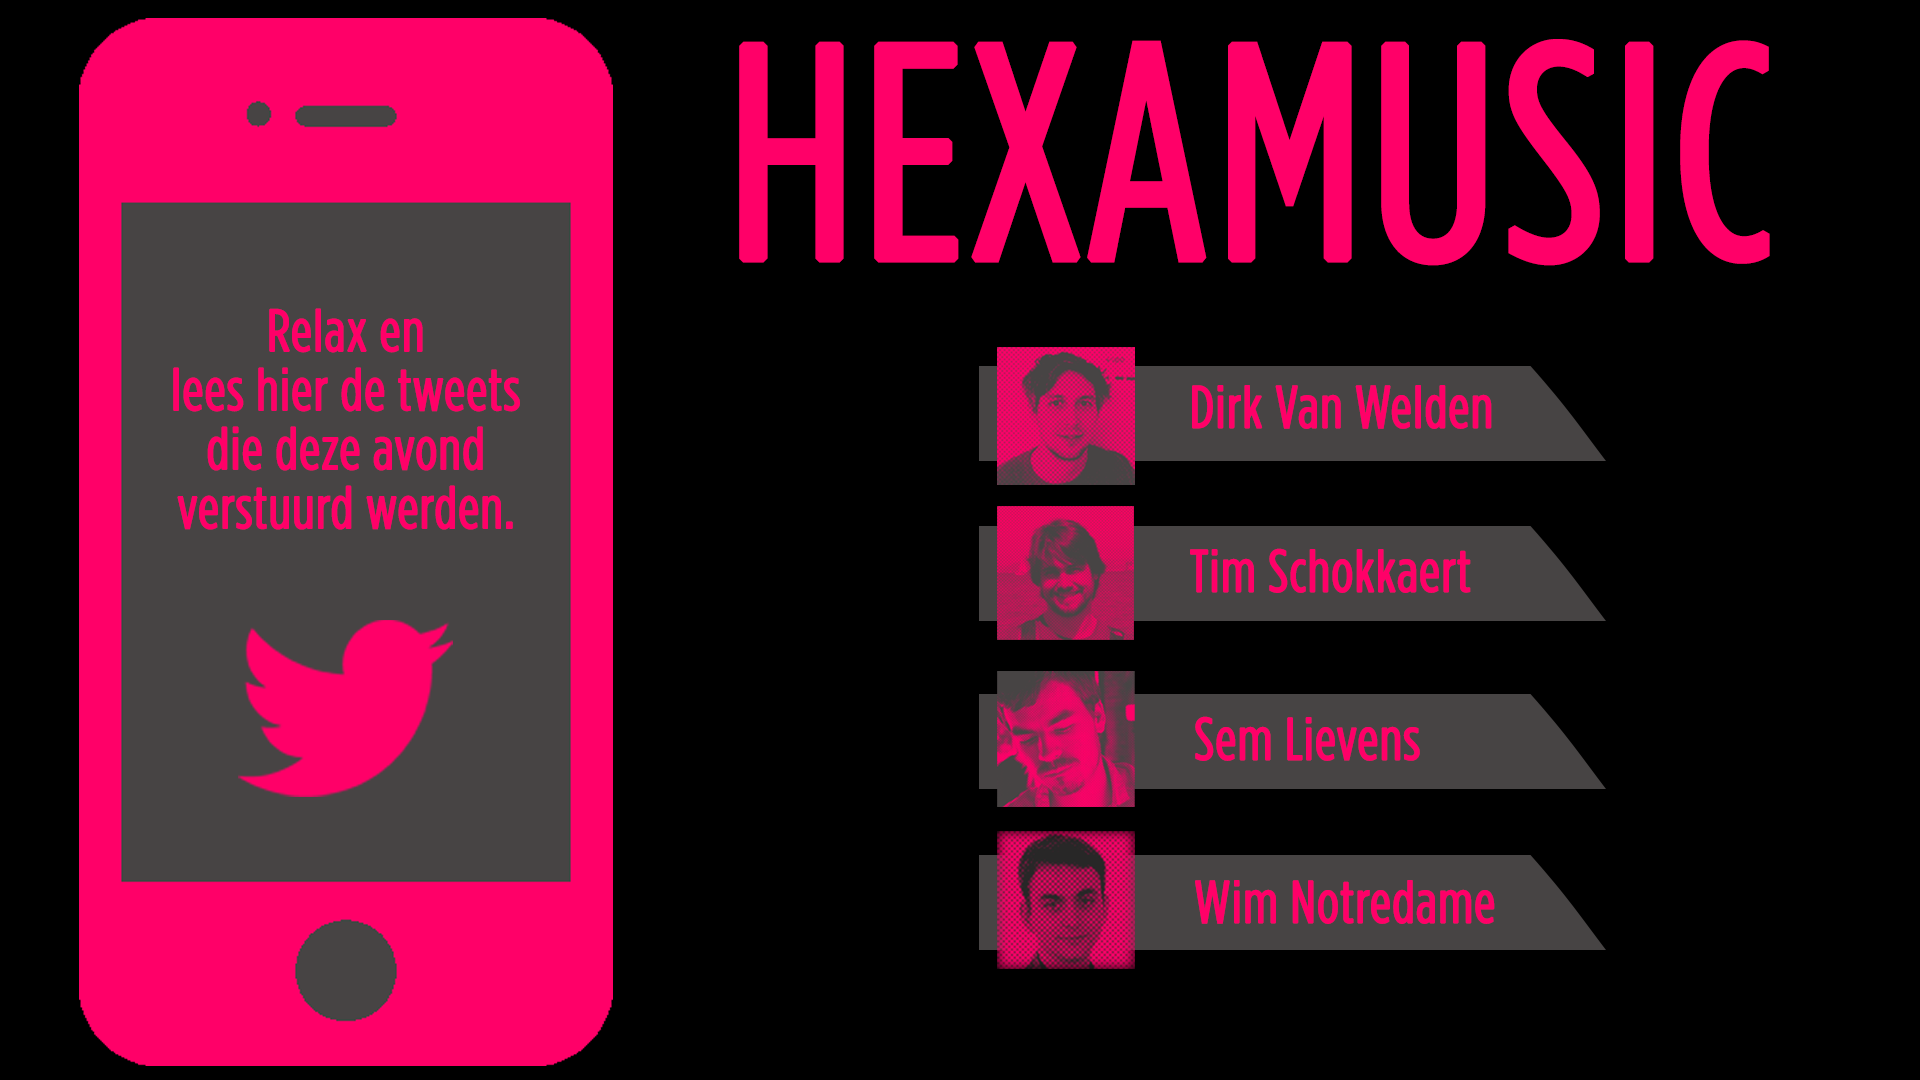 HEXAMUSIC
Relax en
lees hier de tweets
die deze avond
verstuurd werden.
Dirk Van Welden
Tim Schokkaert
Sem Lievens
Wim Notredame